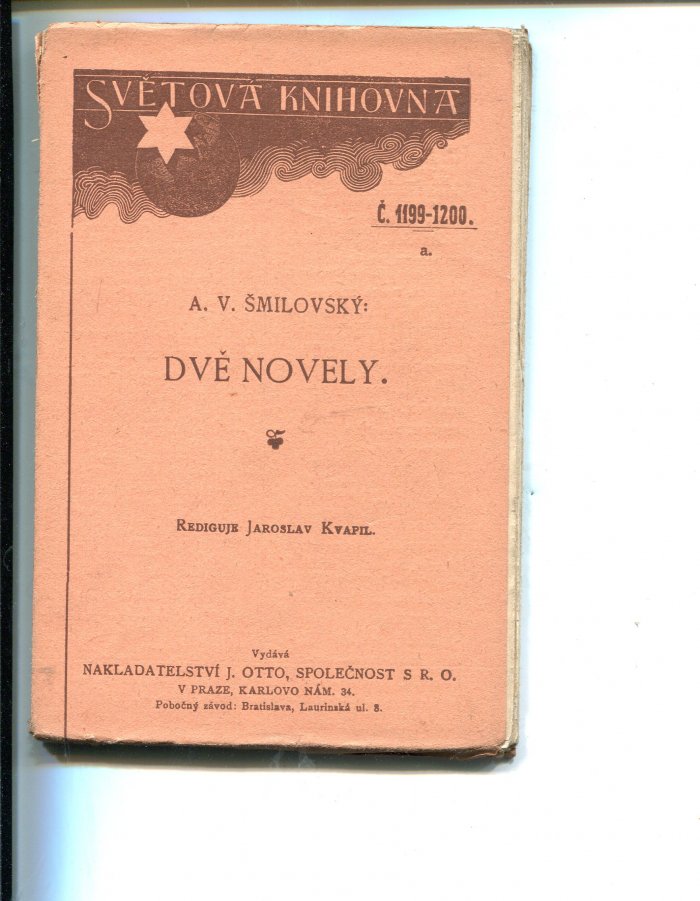 SVĚTOVÁ KNIHOVNA
Č. 1199-1200.
a.
A. V. ŠMILOVSKÝ:
DVĚ NOVELY.
REDIGUJE JAROSLAV KVAPIL.
Vydává
NAKLADATELSTVÍ J. OTTO, SPOLEČNOST S R. O.
V PRAZE, KARLOVO NÁM. 34.
Pobočný závod: Bratislava, Laurinská ul. 8.